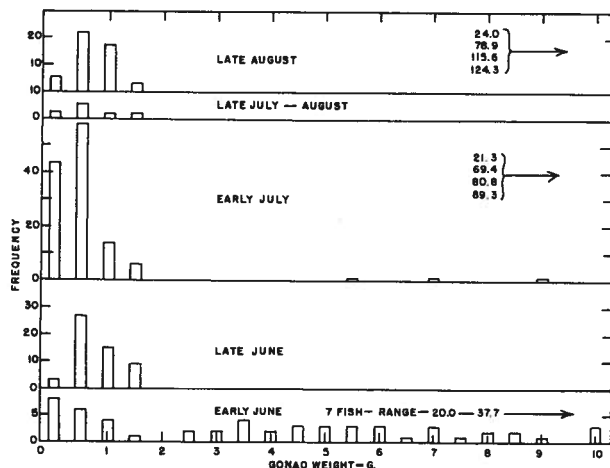 24.0
78.9
115.6
124.3
LATE AUGUST
20
10
10
LATE JULY — AUGUST
0
21.3
69.4
80.8
89.3
EARLY JULY
40
20
0
FREQUENCY
30
20
10
0
LATE JUNE
5
0
EARLY JUNE 7 FISH — RANGE — 20.0 — 37.7
0 1 2 3 4 5 6 7 8 9 10
GONAD WEIGHT — G.